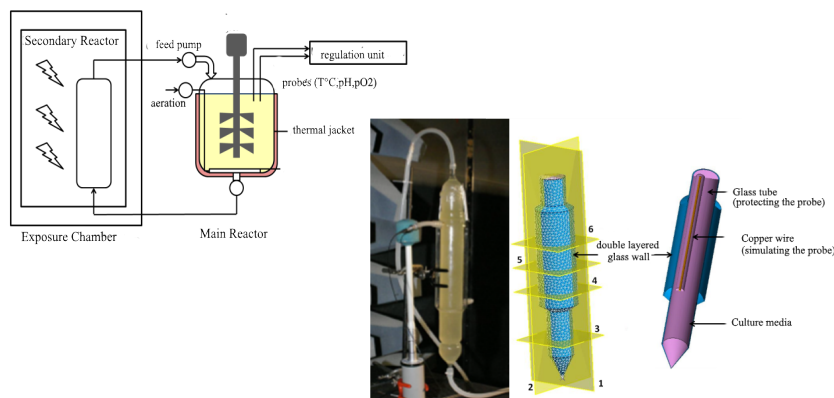 Secondary Reactor
feed pump
regulation unit
probes (T°C,pH,pO2)
aeration
thermal jacket
Exposure Chamber
Main Reactor
6
double layered
glass wall
5
4
3
2
1
Glass tube
(protecting the probe)
Copper wire
(simulating the probe)
Culture media